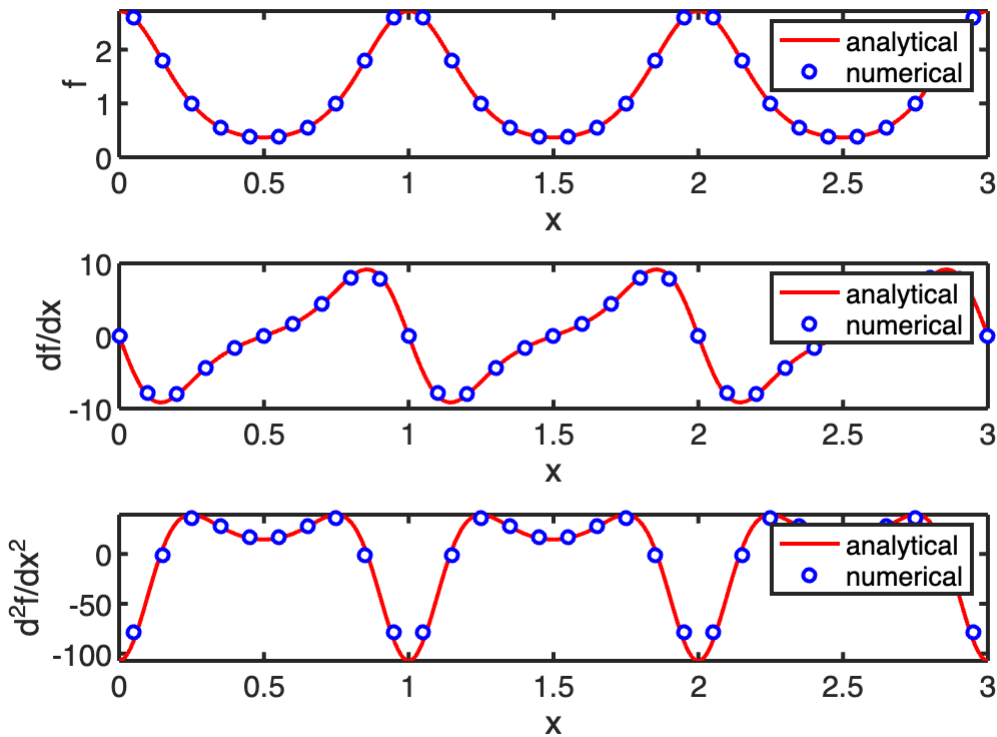 f
2
1
0
analytical
numerical
0 0.5 1 1.5 2 2.5 3
x
df/dx
10
0
-10
analytical
numerical
0 0.5 1 1.5 2 2.5 3
x
d²f/dx²
0
-50
-100
analytical
numerical
0 0.5 1 1.5 2 2.5 3
x